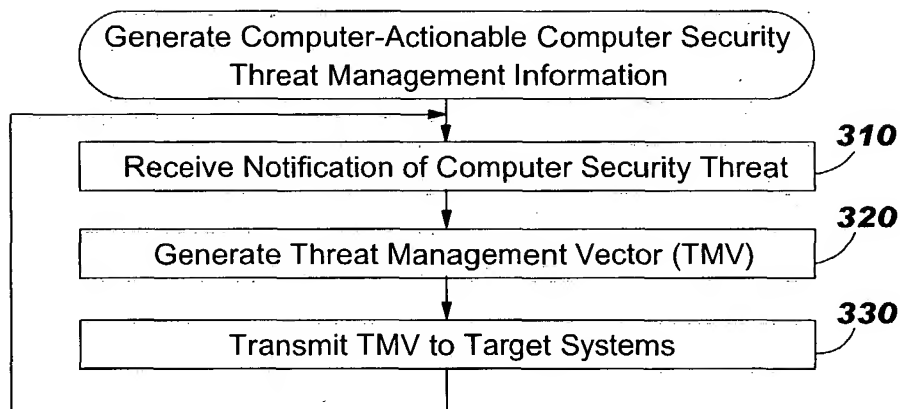 Generate Computer-Actionable Computer Security
Threat Management Information
310
Receive Notification of Computer Security Threat
320
Generate Threat Management Vector (TMV)
330
Transmit TMV to Target Systems